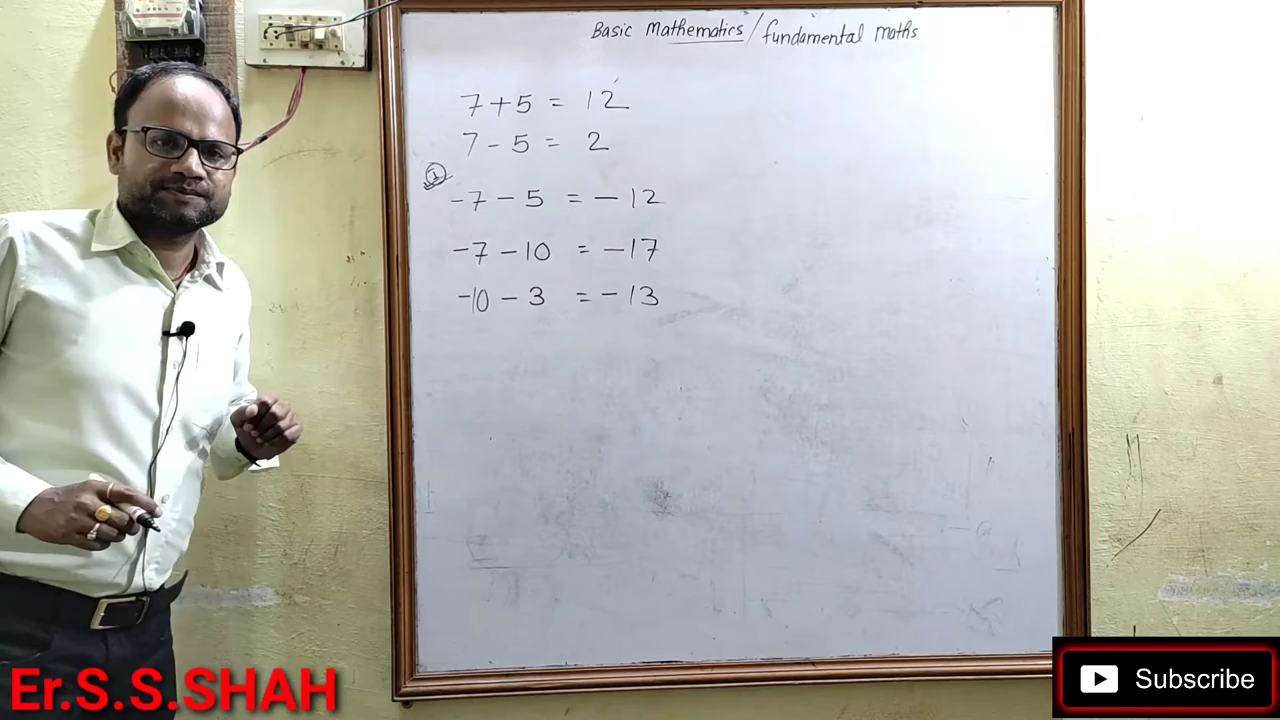 Basic Mathematics / fundamental maths
7 + 5 = 12
7 - 5 = 2
①
-7 - 5 = - 12
-7 - 10 = - 17
-10 - 3 = - 13
Er.S.S.SHAH
Subscribe